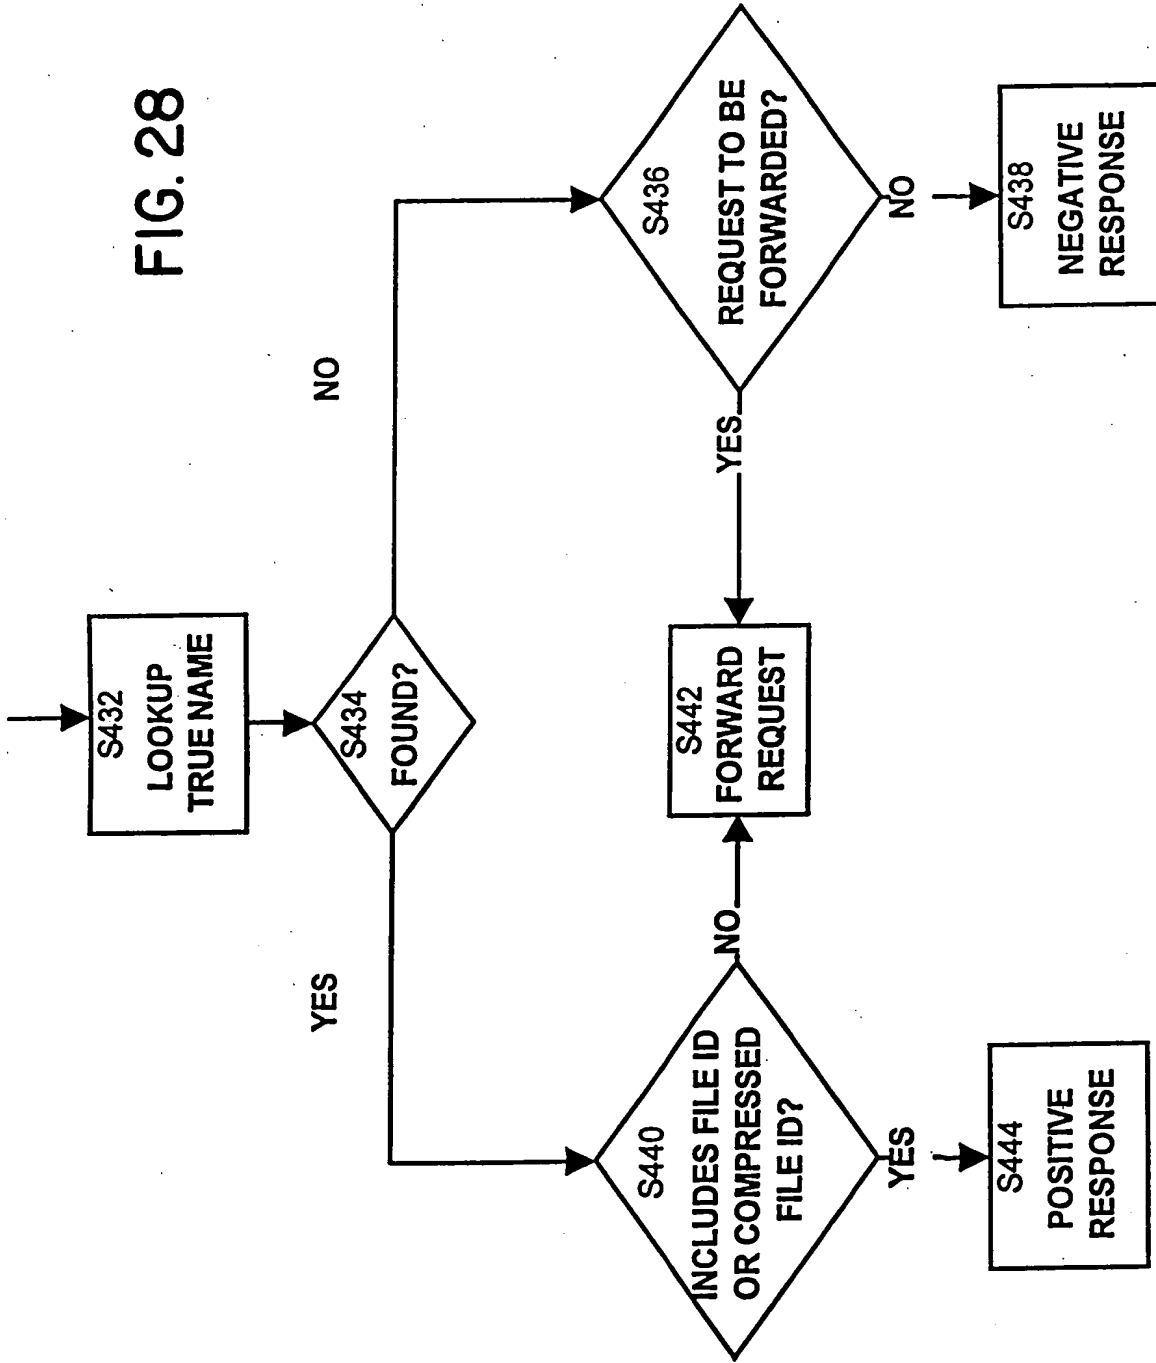 FIG. 28
S432
LOOKUP
TRUE NAME
S434
FOUND?
YES
NO
S440
INCLUDES FILE ID
OR COMPRESSED
FILE ID?
NO
YES
S442
FORWARD
REQUEST
S436
REQUEST TO BE
FORWARDED?
YES
NO
S444
POSITIVE
RESPONSE
S438
NEGATIVE
RESPONSE